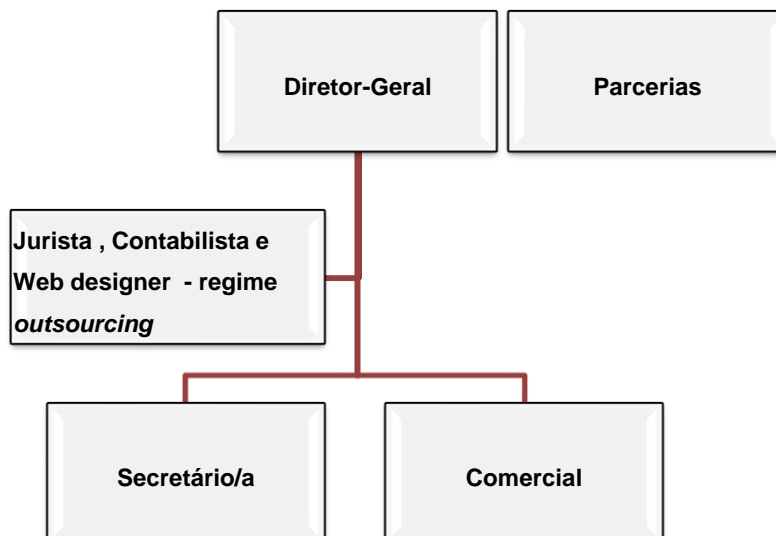 Diretor-Geral
Parcerias
Jurista , Contabilista e
Web designer - regime
outsourcing
Secretário/a
Comercial